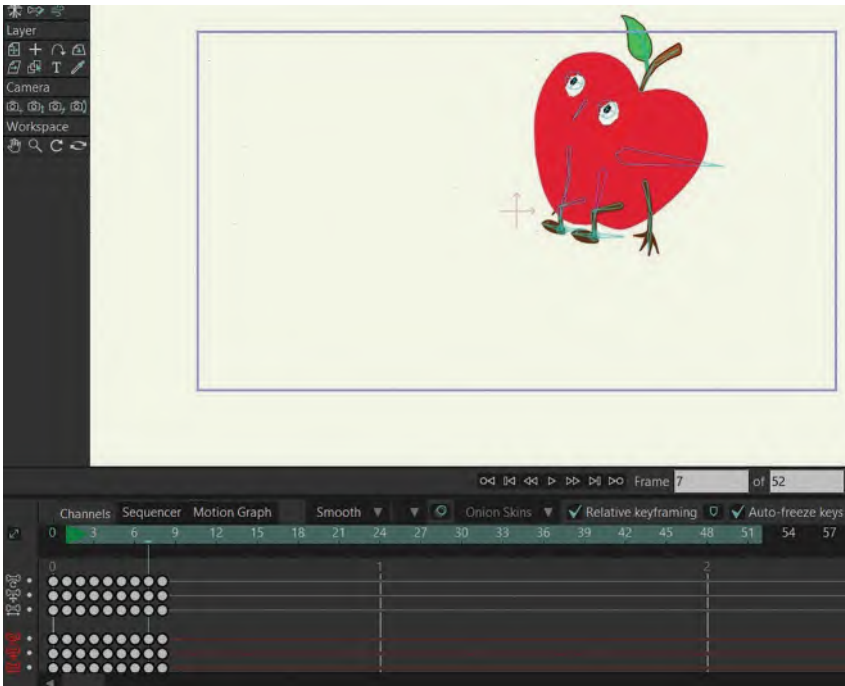 Layer
T
Camera
Workspace
Frame 7 of 52
Channels Sequencer Motion Graph Smooth Onion Skins Relative keyframing Auto-freeze keys
0 3 6 9 12 15 18 21 24 27 30 33 36 39 42 45 48 51 54 57
0 1 2